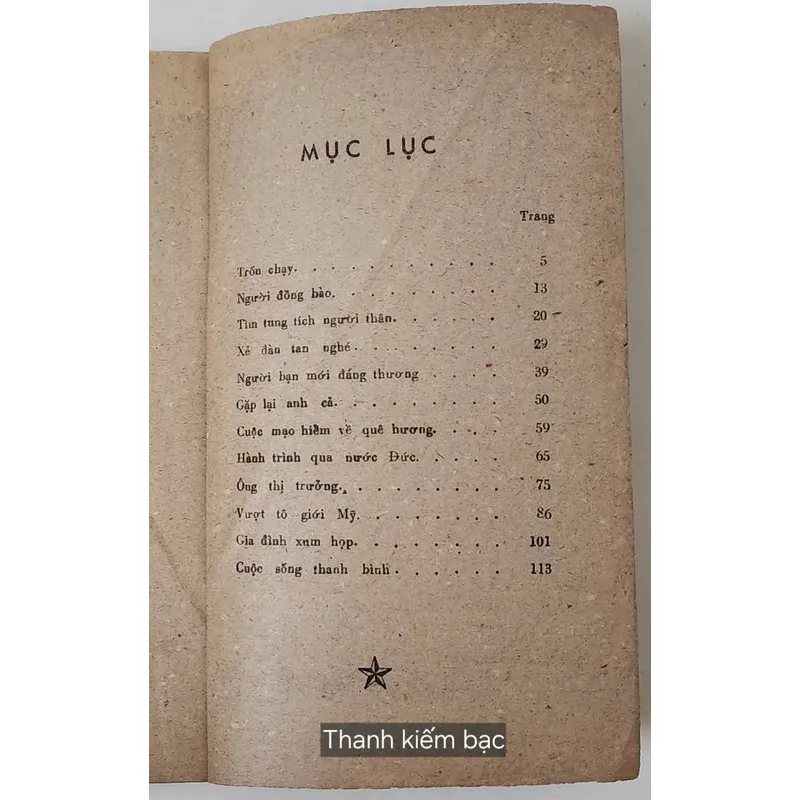 MỤC LỤC
Trang
Trốn chạy. . . . . . . . . . . 5
Người đồng bào. . . . . . . . . 13
Tìm tung tích người thân. . . . . . 20
Xẻ đàn tan nghé . . . . . . . . 29
Người bạn mới đáng thương . . . . 39
Gặp lại anh cả. . . . . . . . . 50
Cuộc mạo hiểm về quê hương. . . . 59
Hành trình qua nước Đức. . . . . 65
Ông thị trưởng. . . . . . . . . 75
Vượt tô giới Mỹ. . . . . . . . 86
Gia đình xum họp. . . . . . . . 101
Cuộc sống thanh bình . . . . . . 113
Thanh kiếm bạc